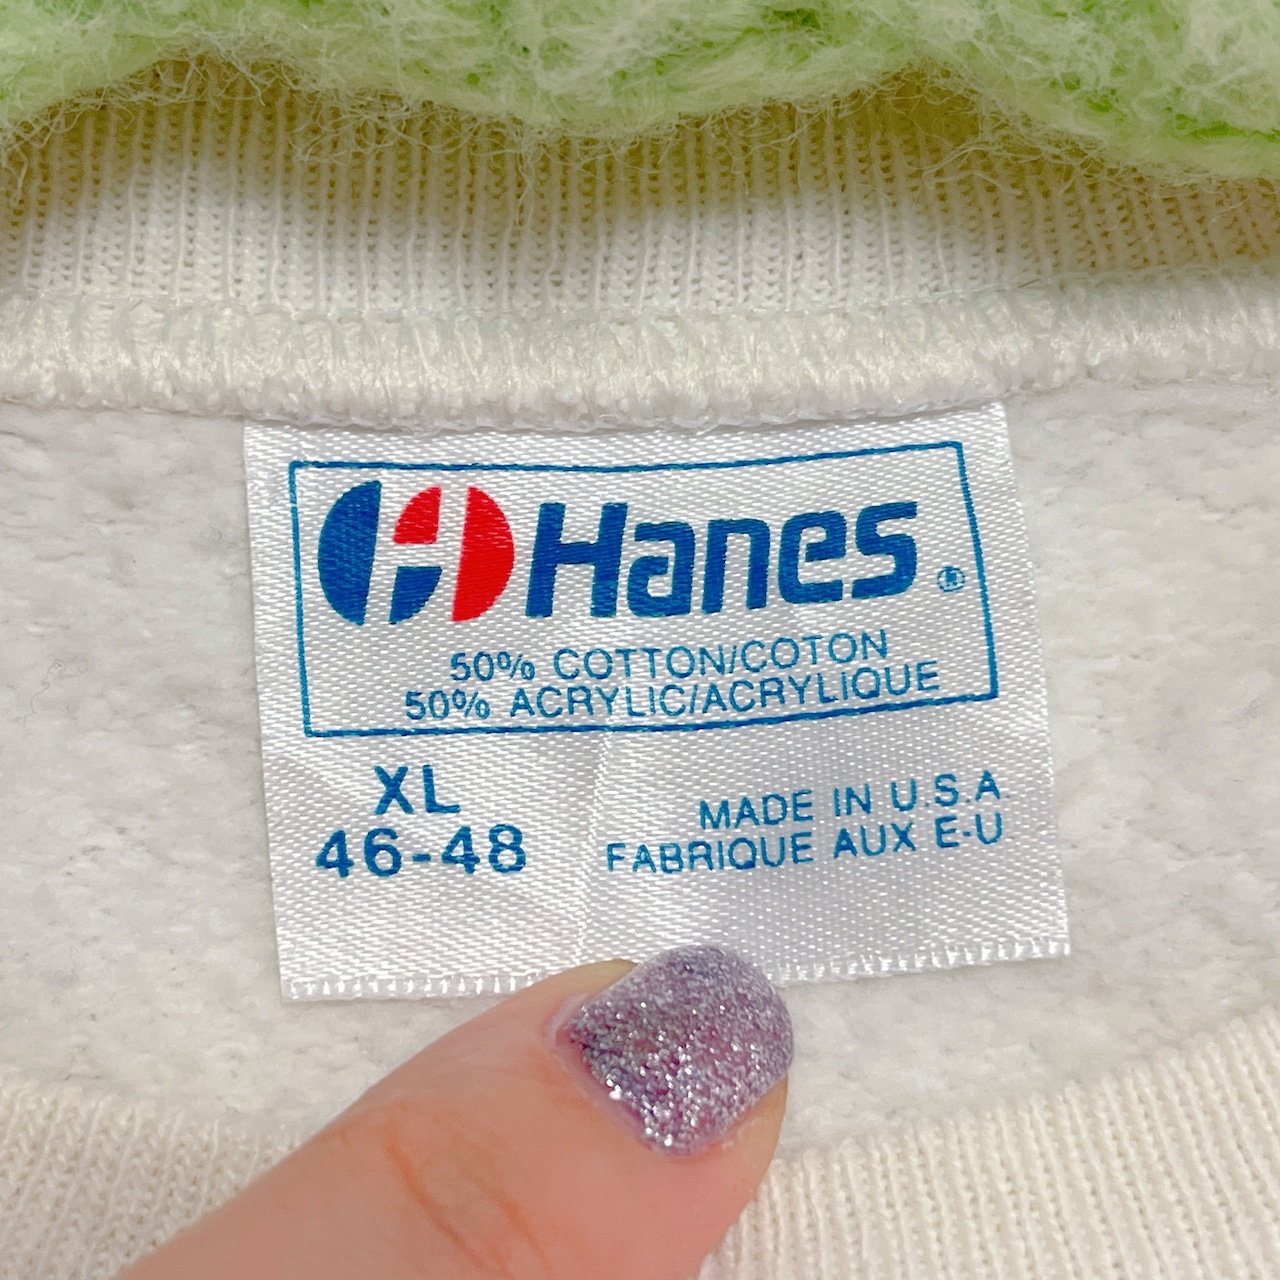 Hanes ®
50% COTTON/COTON
50% ACRYLIC/ACRYLIQUE
XL
46-48
MADE IN U.S.A.
FABRIQUE AUX E-U